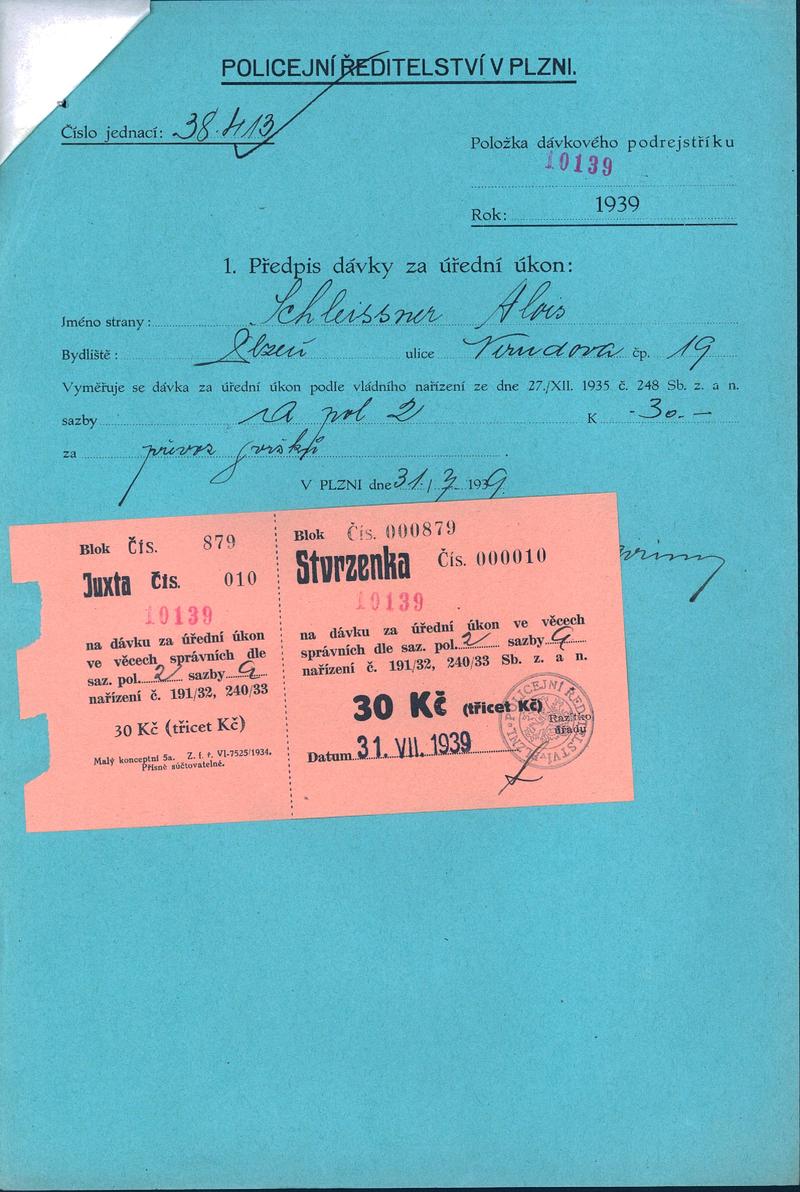 POLICEJNÍ ŘEDITELSTVÍ V PLZNI.
Číslo jednací: 38.413
Položka dávkového podrejstříku
10139
Rok: 1939
1. Předpis dávky za úřední úkon:
Jméno strany: Schleissner Alois
Bydliště: Plzeň ulice čp. 19
Vyměřuje se dávka za úřední úkon podle vládního nařízení ze dne 27./XII. 1935 č. 248 Sb. z. a n.
sazby pol 2 K -30.-
za převoz
V PLZNI dne 31./7. 1939.
Blok Čís. 879
Juxta Čís. 010
10139
na dávku za úřední úkon
ve věcech správních dle
saz. pol. 2 sazby a
nařízení č. 191/32, 240/33
30 Kč (třicet Kč)
Malý konceptní 5a. Z. f. ř. VI-7525/1934.
Přísně súčtovatelné.
Blok Čís. 000879
Stvrzenka Čís. 000010
10139
na dávku za úřední úkon ve věcech
správních dle saz. pol. 2 sazby a
nařízení č. 191/32, 240/33 Sb. z. a n.
30 Kč (třicet Kč)
Razítko
úřadu
Datum 31. VII. 1939
POLICEJNÍ ŘEDITELSTVÍ V PLZNI